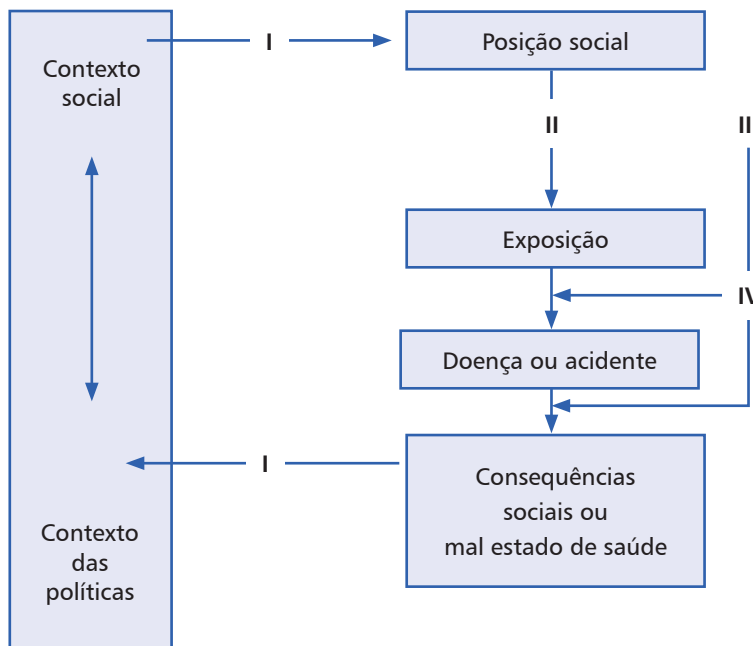 Contexto
social
I
Posição social
II
II
Exposição
IV
Doença ou acidente
I
Consequências
sociais ou
mal estado de saúde
Contexto
das
políticas